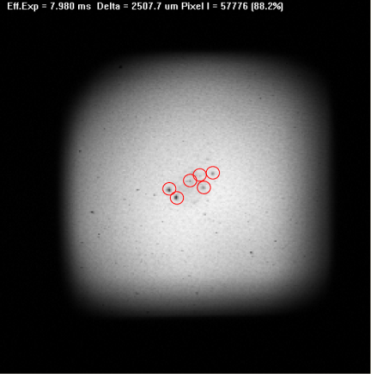 Eff.Exp = 7.980 ms Delta = 2507.7 um Pixel I = 57776 (88.2%)